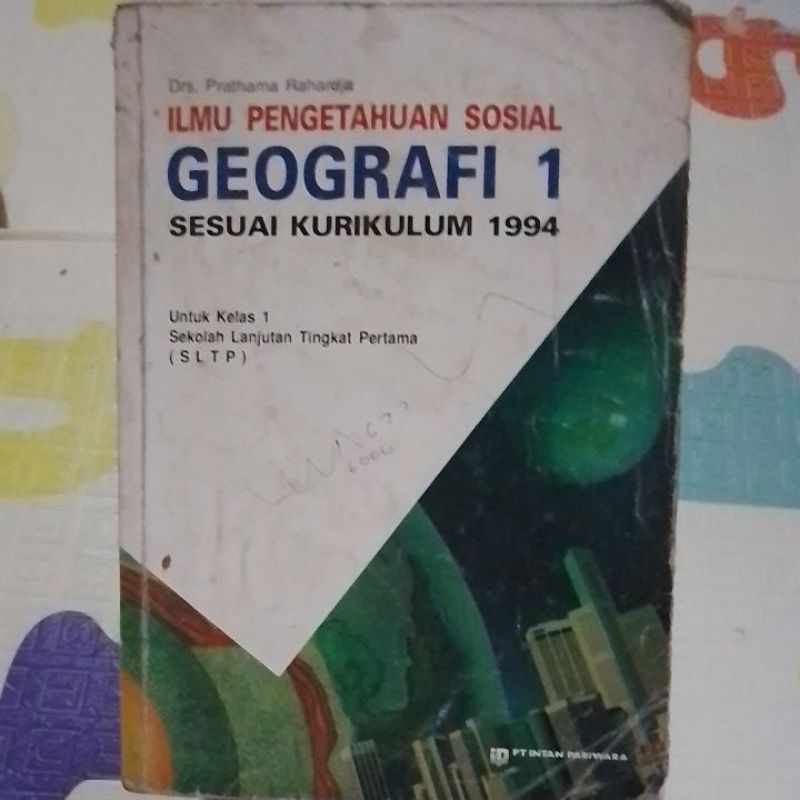 Drs. Prathama Rahardja
ILMU PENGETAHUAN SOSIAL
GEOGRAFI 1
SESUAI KURIKULUM 1994
Untuk Kelas 1
Sekolah Lanjutan Tingkat Pertama
( S L T P )
PT INTAN PARIWARA